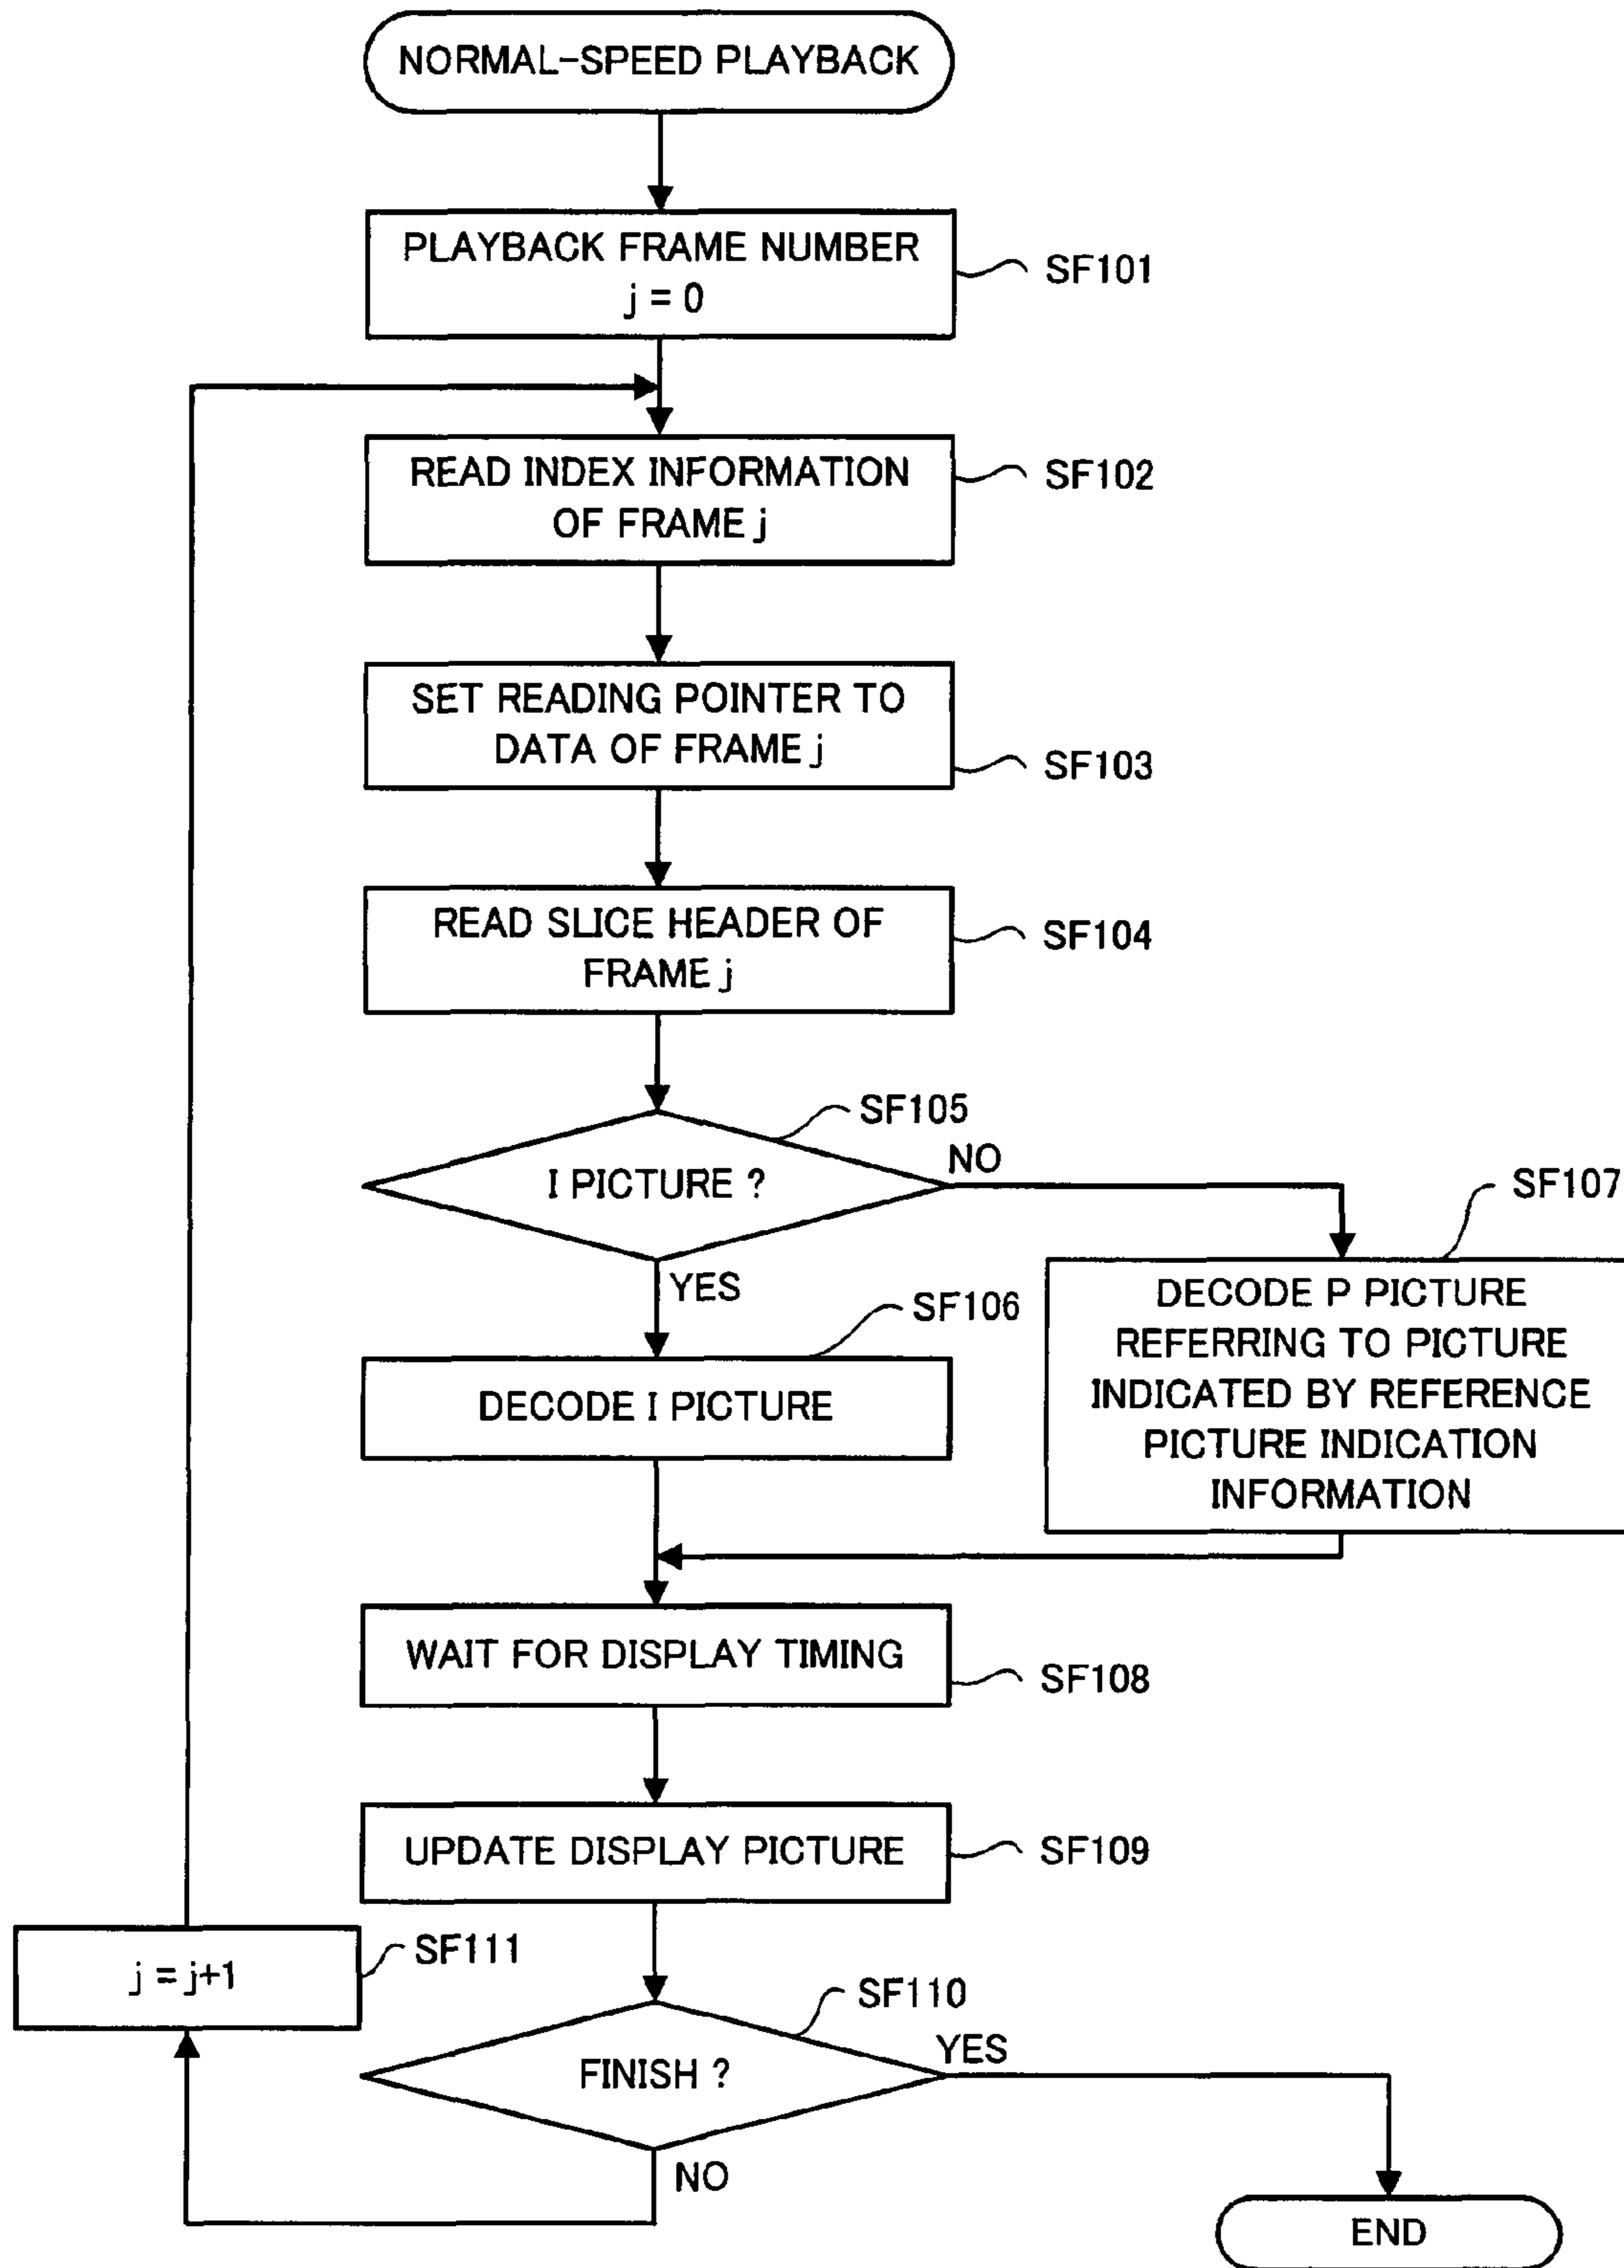 NORMAL-SPEED PLAYBACK
PLAYBACK FRAME NUMBER
j = 0
SF101
READ INDEX INFORMATION
OF FRAME j
SF102
SET READING POINTER TO
DATA OF FRAME j
SF103
READ SLICE HEADER OF
FRAME j
SF104
SF105
I PICTURE ?
NO
YES
SF107
DECODE P PICTURE
REFERRING TO PICTURE
INDICATED BY REFERENCE
PICTURE INDICATION
INFORMATION
SF106
DECODE I PICTURE
WAIT FOR DISPLAY TIMING
SF108
UPDATE DISPLAY PICTURE
SF109
j = j+1
SF111
SF110
FINISH ?
YES
NO
END